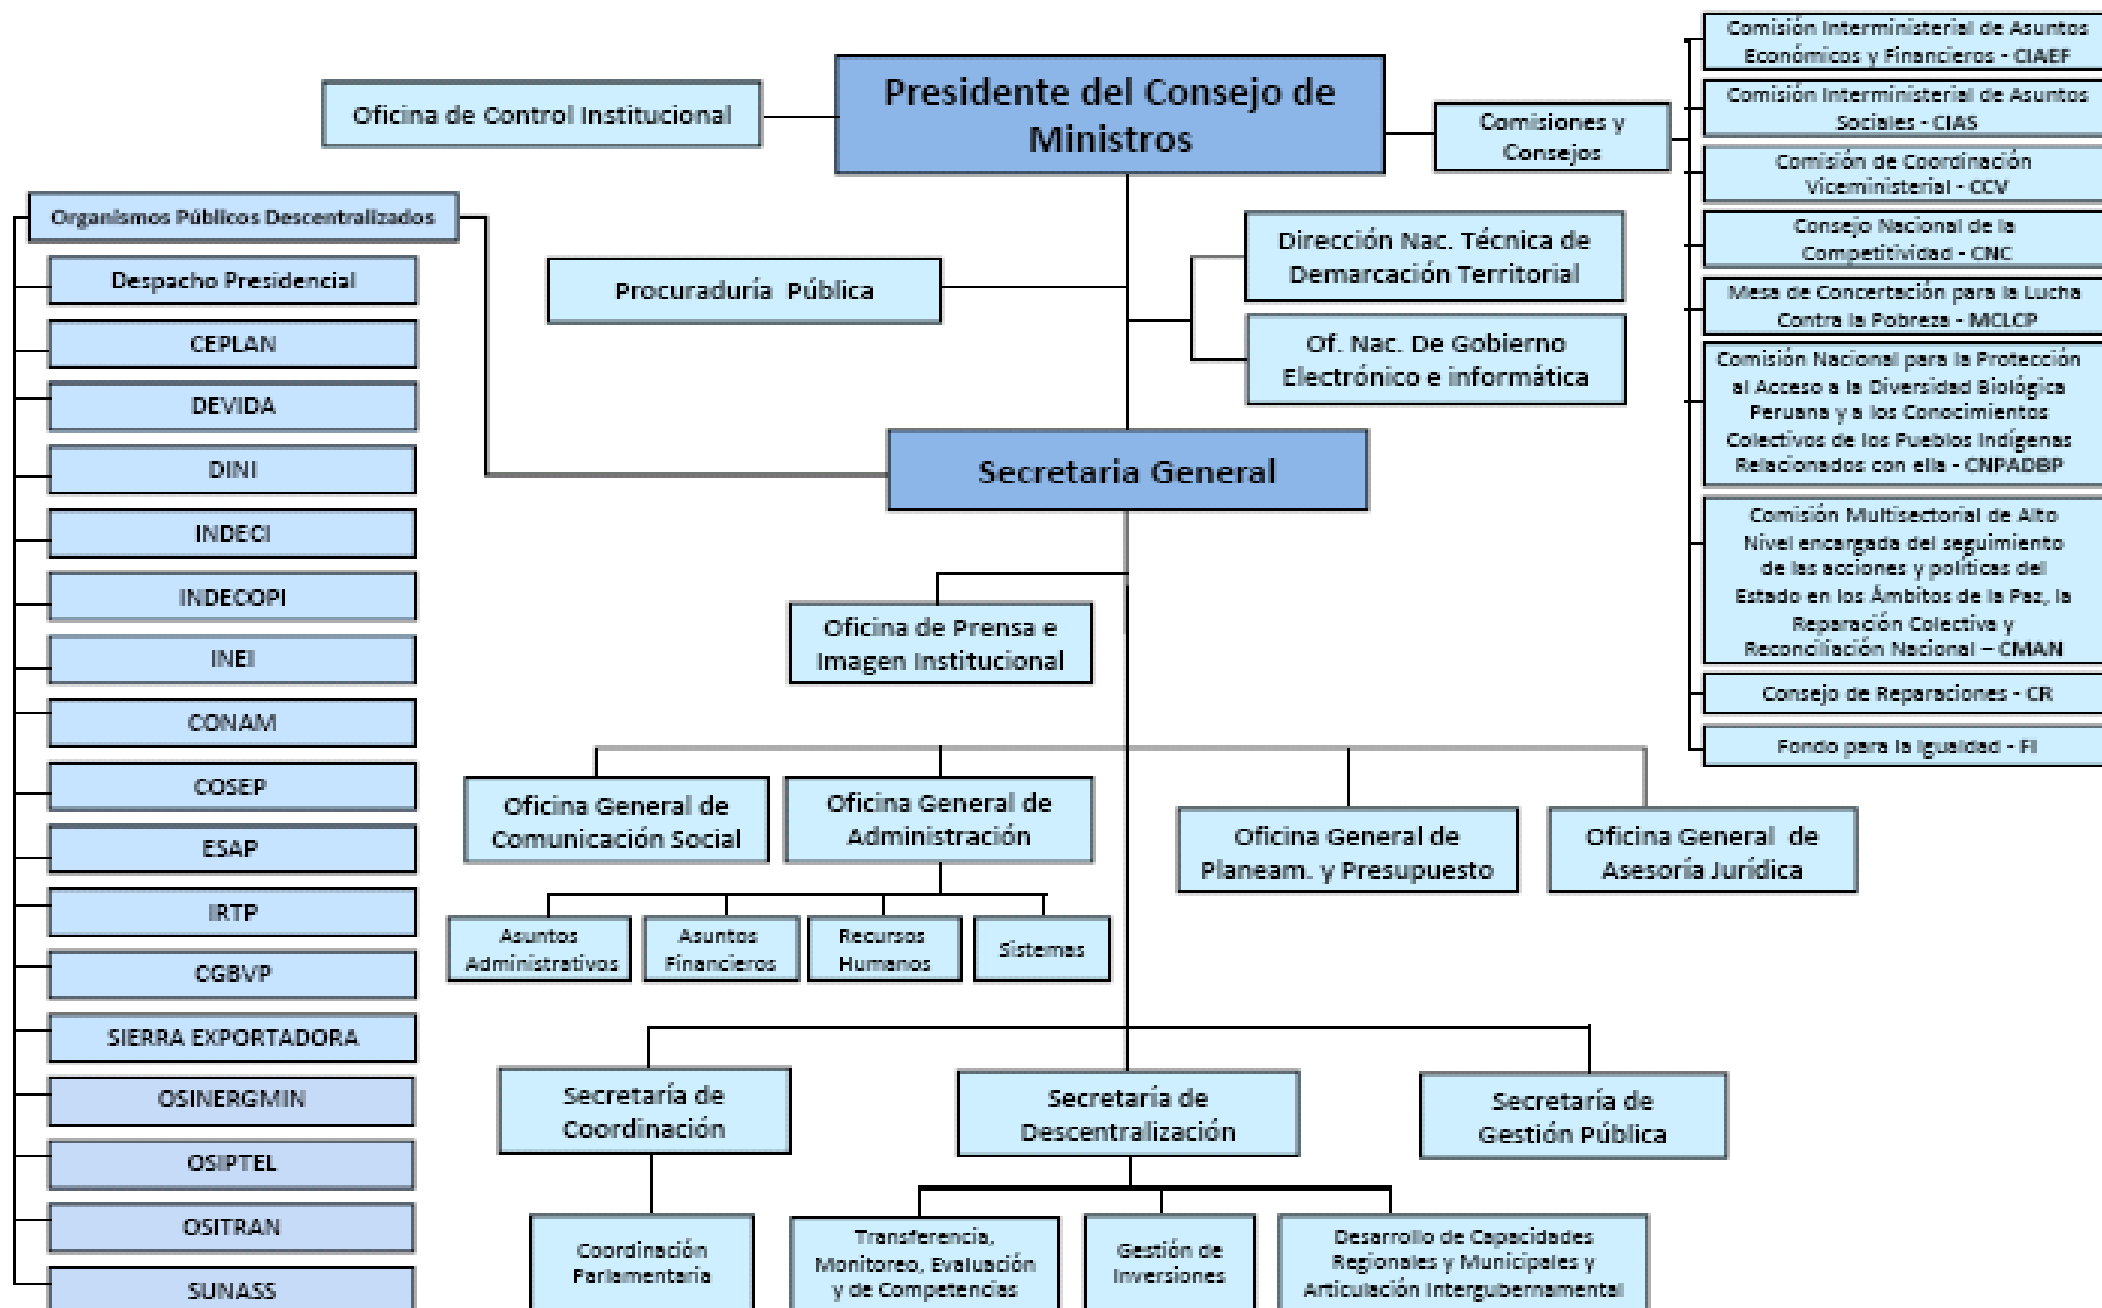 Presidente del Consejo de
Ministros
Oficina de Control Institucional
Comisiones y
Consejos
Comisión Interministerial de Asuntos
Económicos y Financieros - CIAEF
Comisión Interministerial de Asuntos
Sociales - CIAS
Comisión de Coordinación
Viceministerial - CCV
Consejo Nacional de la
Competitividad - CNC
Mesa de Concertación para la Lucha
Contra la Pobreza - MCLCP
Comisión Nacional para la Protección
al Acceso a la Diversidad Biológica
Peruana y a los Conocimientos
Colectivos de los Pueblos Indígenas
Relacionados con ella - CNPADBP
Comisión Multisectorial de Alto
Nivel encargada del seguimiento
de las acciones y políticas del
Estado en los Ámbitos de la Paz, la
Reparación Colectiva y
Reconciliación Nacional – CMAN
Consejo de Reparaciones - CR
Fondo para la Igualdad - FI
Organismos Públicos Descentralizados
Despacho Presidencial
CEPLAN
DEVIDA
DINI
INDECI
INDECOPI
INEI
CONAM
COSEP
ESAP
IRTP
CGBVP
SIERRA EXPORTADORA
OSINERGMIN
OSIPTEL
OSITRAN
SUNASS
Procuraduría Pública
Dirección Nac. Técnica de
Demarcación Territorial
Of. Nac. De Gobierno
Electrónico e informática
Secretaria General
Oficina de Prensa e
Imagen Institucional
Oficina General de
Comunicación Social
Oficina General de
Administración
Oficina General de
Planeam. y Presupuesto
Oficina General de
Asesoría Jurídica
Asuntos
Administrativos
Asuntos
Financieros
Recursos
Humanos
Sistemas
Secretaría de
Coordinación
Secretaría de
Descentralización
Secretaría de
Gestión Pública
Coordinación
Parlamentaria
Transferencia,
Monitoreo, Evaluación
y de Competencias
Gestión de
Inversiones
Desarrollo de Capacidades
Regionales y Municipales y
Articulación Intergubernamental